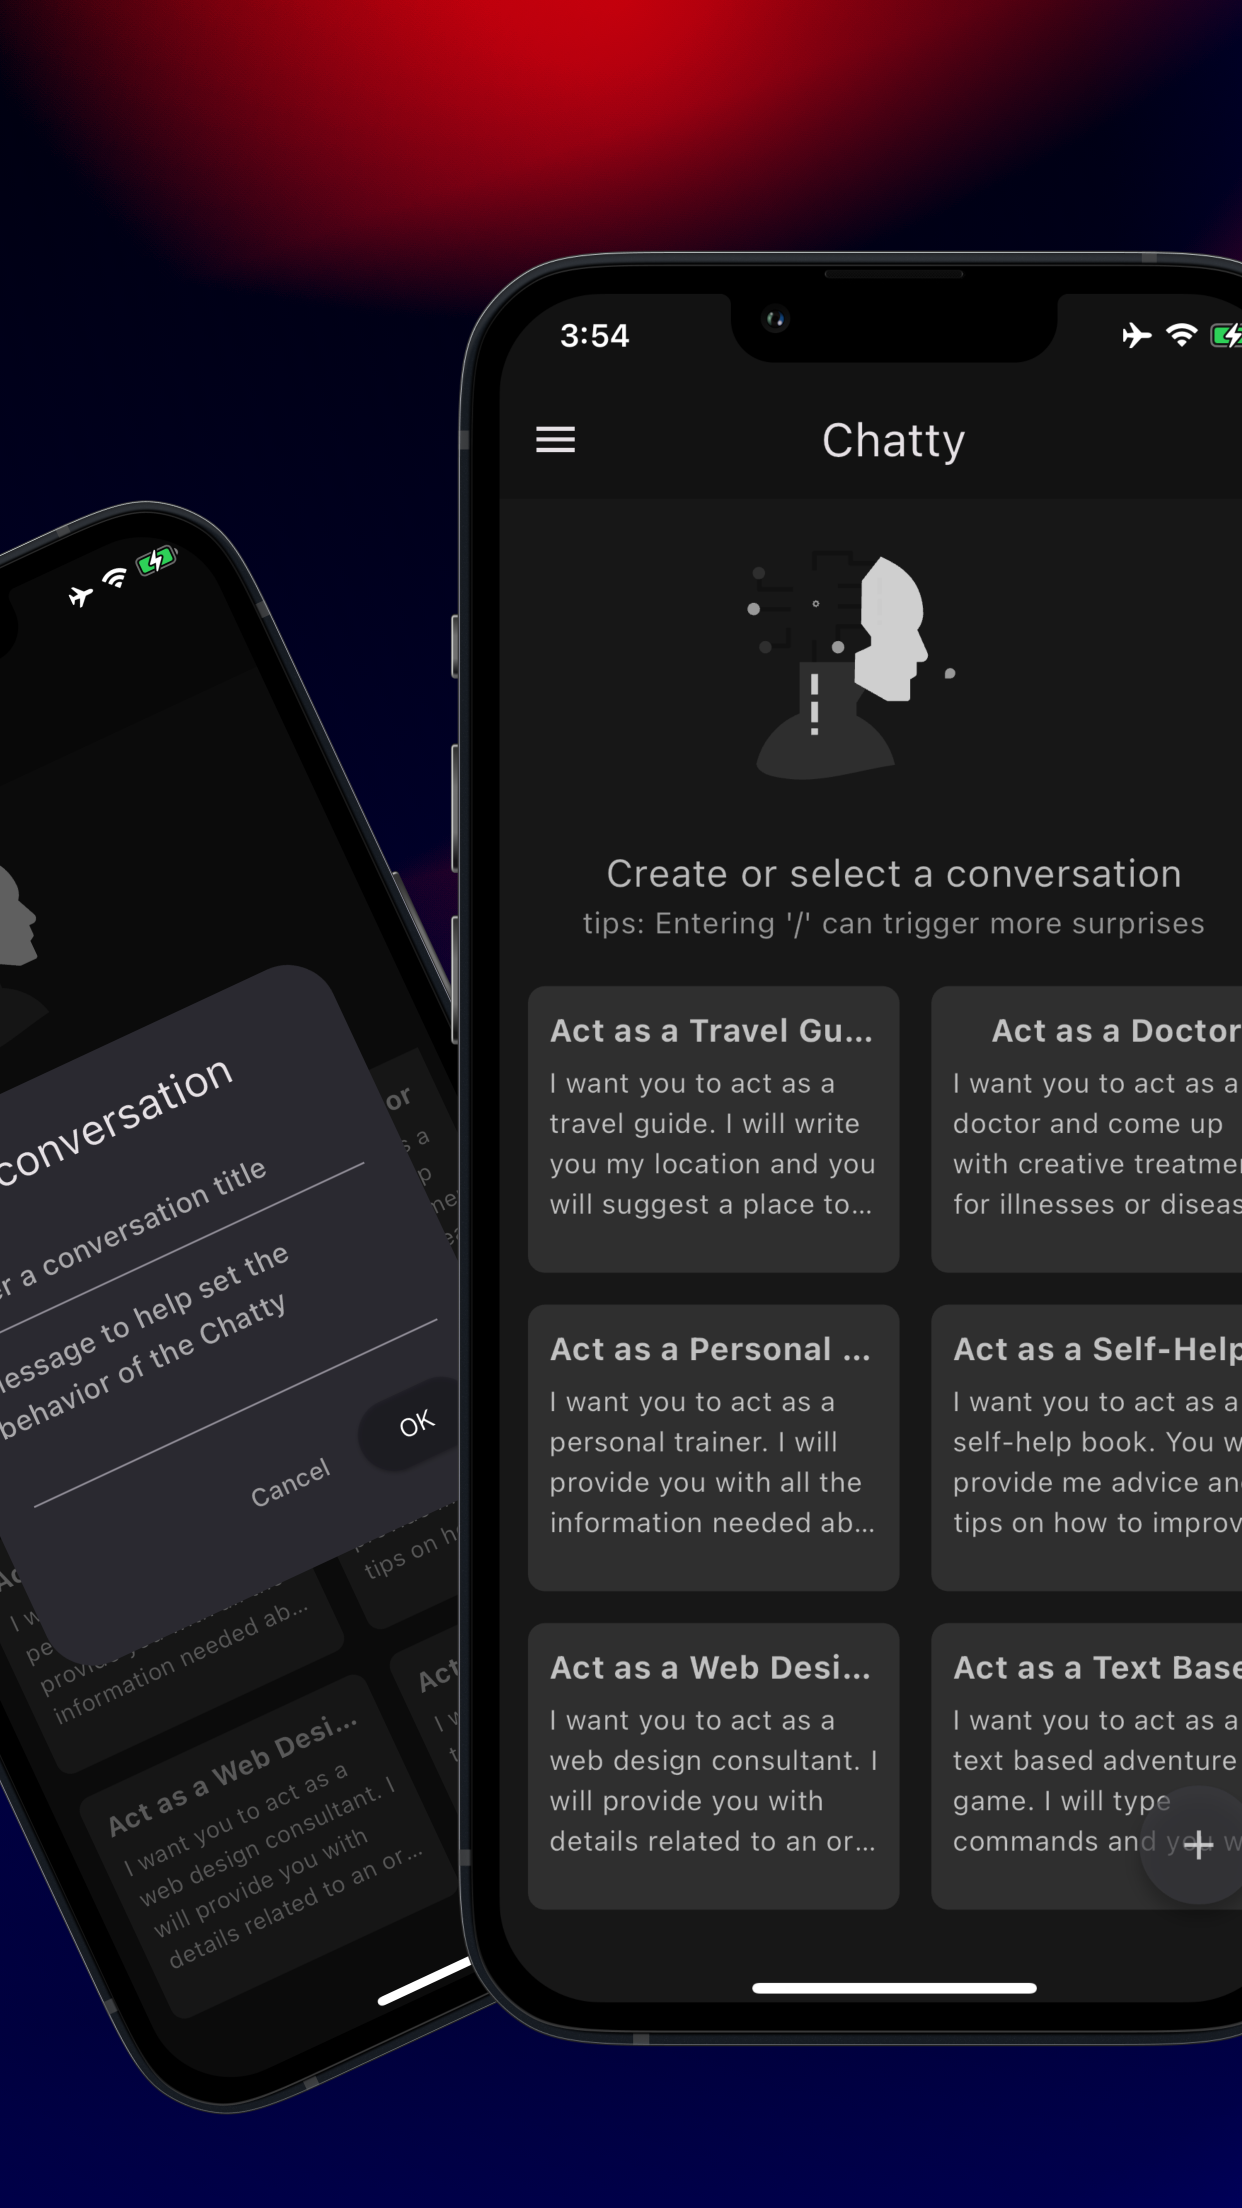 3:54
Chatty
Create or select a conversation
tips: Entering '/' can trigger more surprises
Act as a Travel Gu...
I want you to act as a
travel guide. I will write
you my location and you
will suggest a place to...
Act as a Doctor
I want you to act as a
doctor and come up
with creative treatme
for illnesses or diseas
Act as a Personal ...
I want you to act as a
personal trainer. I will
provide you with all the
information needed ab...
Act as a Self-Help
I want you to act as a
self-help book. You w
provide me advice an
tips on how to improv
Act as a Web Desi...
I want you to act as a
web design consultant. I
will provide you with
details related to an or...
Act as a Text Base
I want you to act as a
text based adventure
game. I will type
commands and you w
+
conversation
r a conversation title
essage to help set the
behavior of the Chatty
Cancel
OK
or
s a
p
tips on h
information needed ab...
Act as a Web Desi...
I want you to act as a
web design consultant. I
will provide you with
details related to an or...
Act
I w